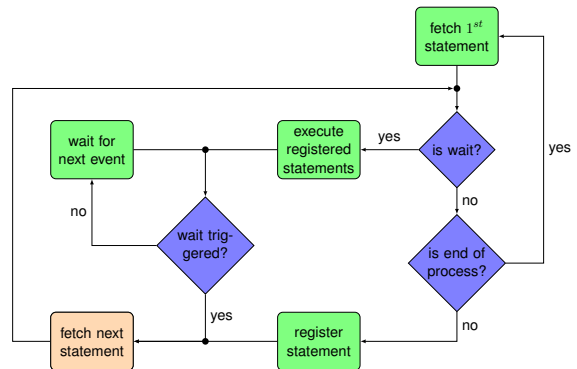 fetch 1st
statement
wait for
next event
execute
registered
statements
yes
is wait?
yes
no
no
wait trig-
gered?
is end of
process?
yes
no
fetch next
statement
register
statement